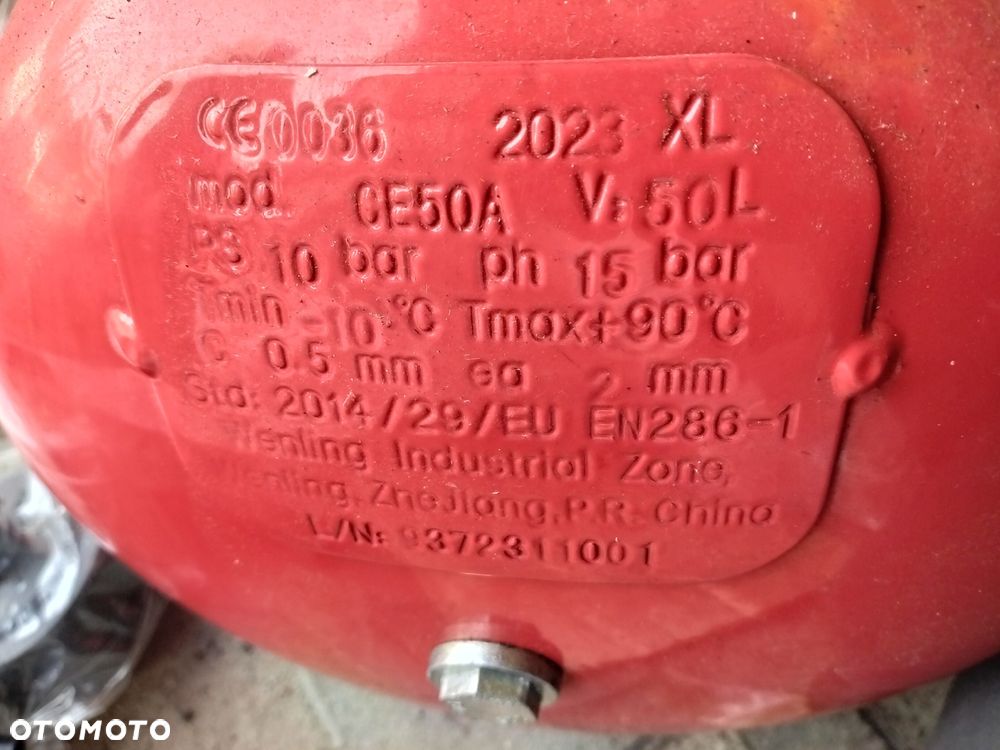 CE0036 2023 XL
mod. CE50A V: 50L
PS 10 bar ph 15 bar
Tmin -10 °C Tmax+90°C
C 0.5 mm ea 2 mm
Std: 2014/29/EU EN286-1
Wenling Industrial Zone,
Wenling, ZheJiang, P.R. China
L/N: 9372311001
OTOMOTO